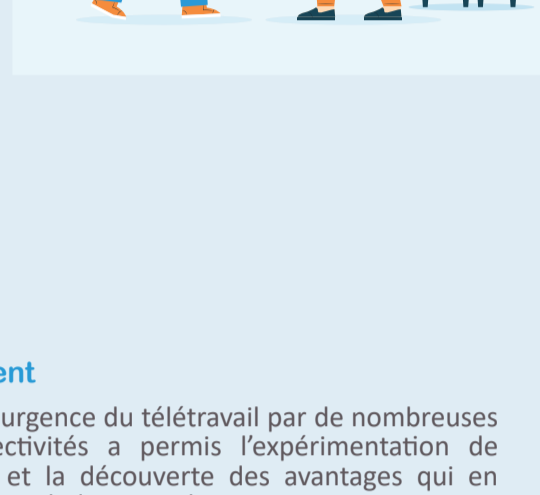 ent
urgence du télétravail par de nombreuses
ectivités a permis l’expérimentation de
et la découverte des avantages qui en